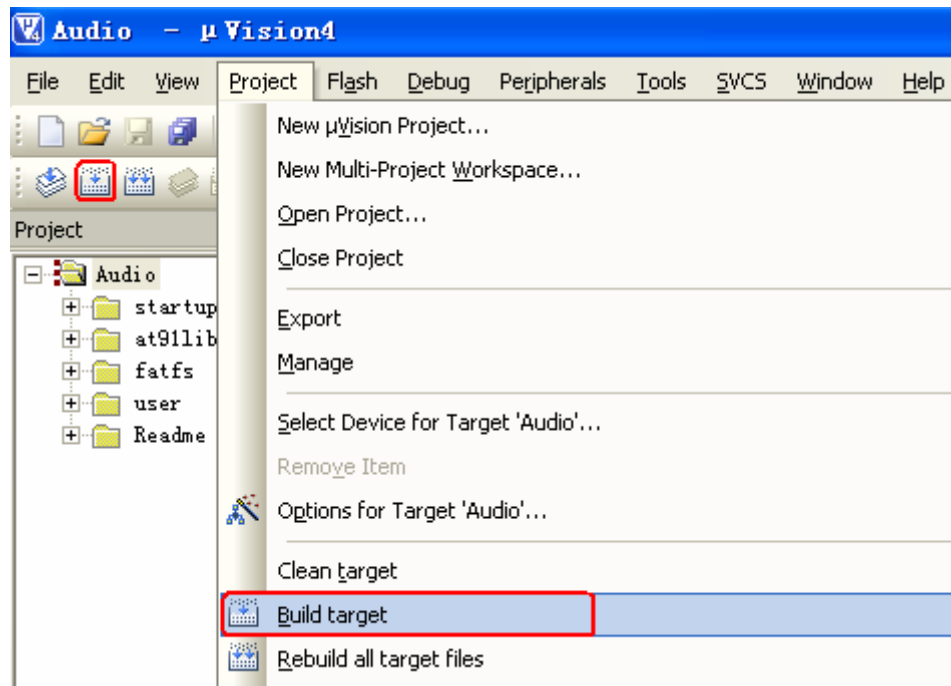 Audio - µVision4
File Edit View Project Flash Debug Peripherals Tools SVCS Window Help
New µVision Project...
New Multi-Project Workspace...
Open Project...
Close Project
Export
Manage
Select Device for Target 'Audio'...
Remove Item
Options for Target 'Audio'...
Clean target
Build target
Rebuild all target files
Project
Audio
startup
at91lib
fatfs
user
Readme